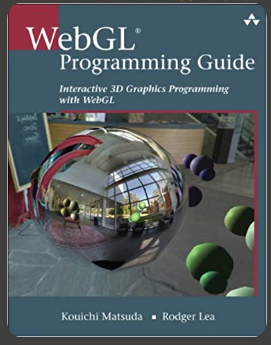 WebGL®
Programming Guide
Interactive 3D Graphics Programming
with WebGL
Kouichi Matsuda ▪ Rodger Lea